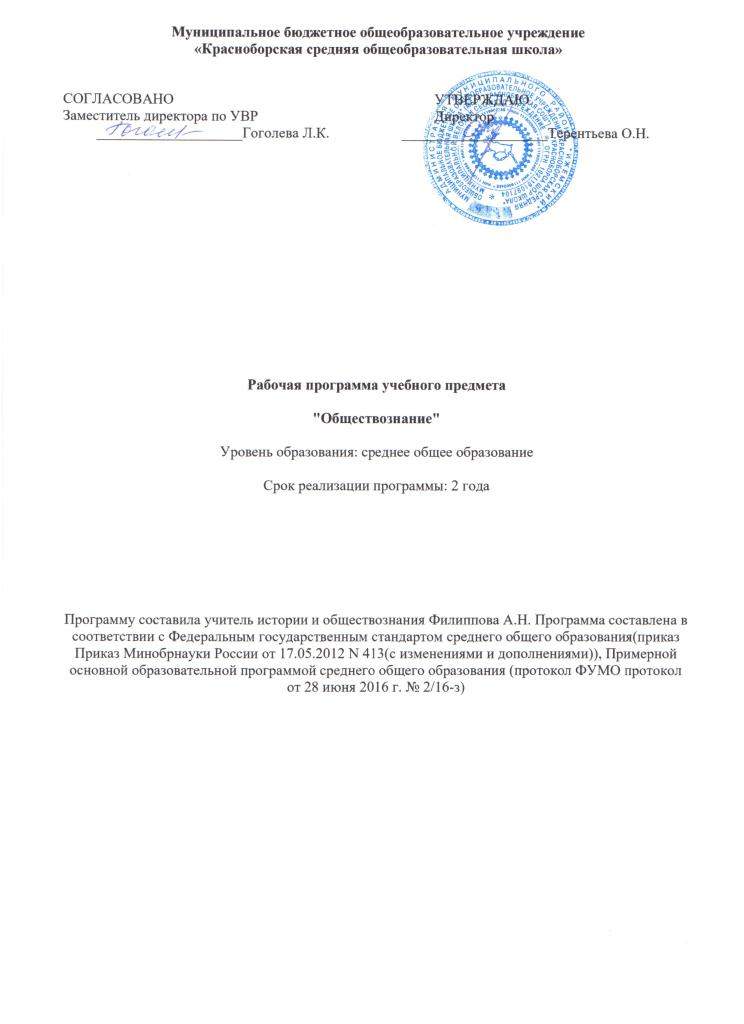 Муниципальное бюджетное общеобразовательное учреждение
«Красноборская средняя общеобразовательная школа»
СОГЛАСОВАНО УТВЕРЖДАЮ:
Заместитель директора по УВР Директор
____________________Гоголева Л.К. ____________________Терентьева О.Н.
Рабочая программа учебного предмета
"Обществознание"
Уровень образования: среднее общее образование
Срок реализации программы: 2 года
Программу составила учитель истории и обществознания Филиппова А.Н. Программа составлена в
соответствии с Федеральным государственным стандартом среднего общего образования(приказ
Приказ Минобрнауки России от 17.05.2012 N 413(с изменениями и дополнениями)), Примерной
основной образовательной программой среднего общего образования (протокол ФУМО протокол
от 28 июня 2016 г. № 2/16-з)